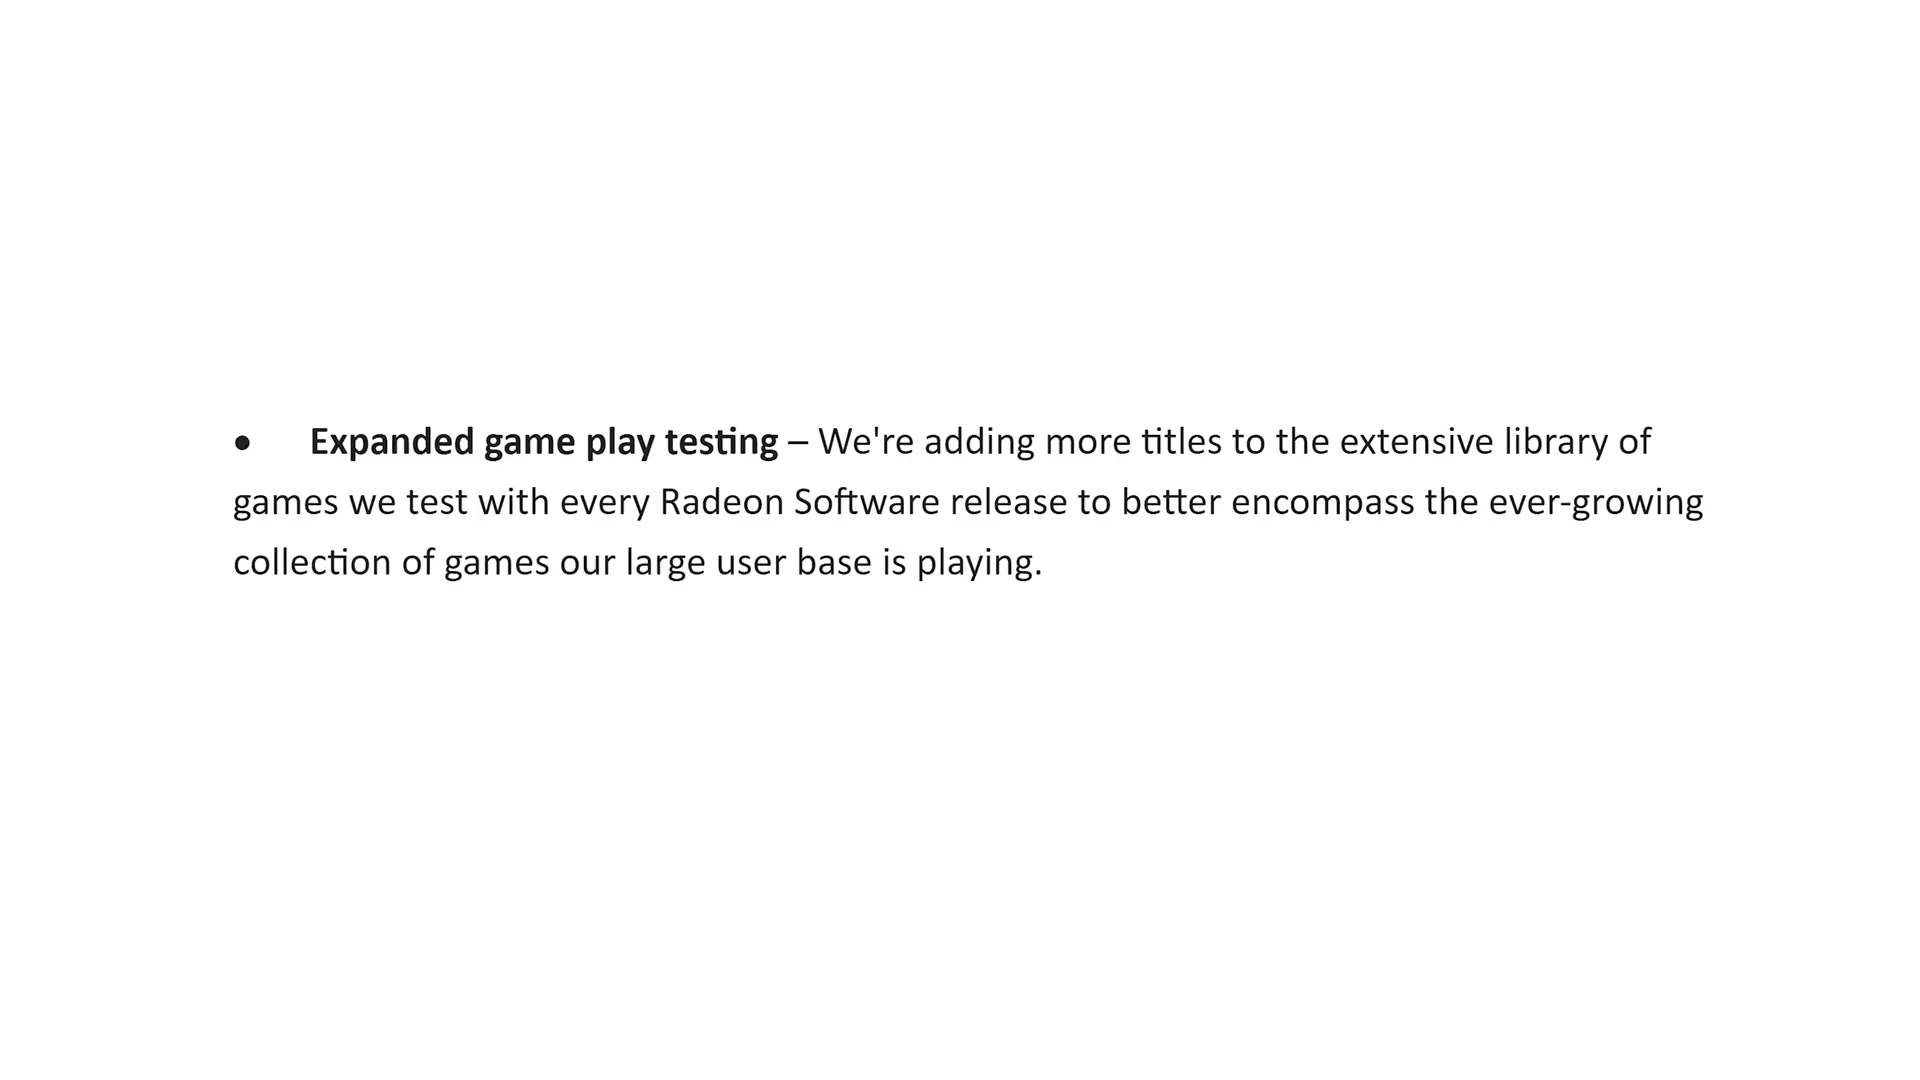 • Expanded game play testing – We're adding more titles to the extensive library of
games we test with every Radeon Software release to better encompass the ever-growing
collection of games our large user base is playing.